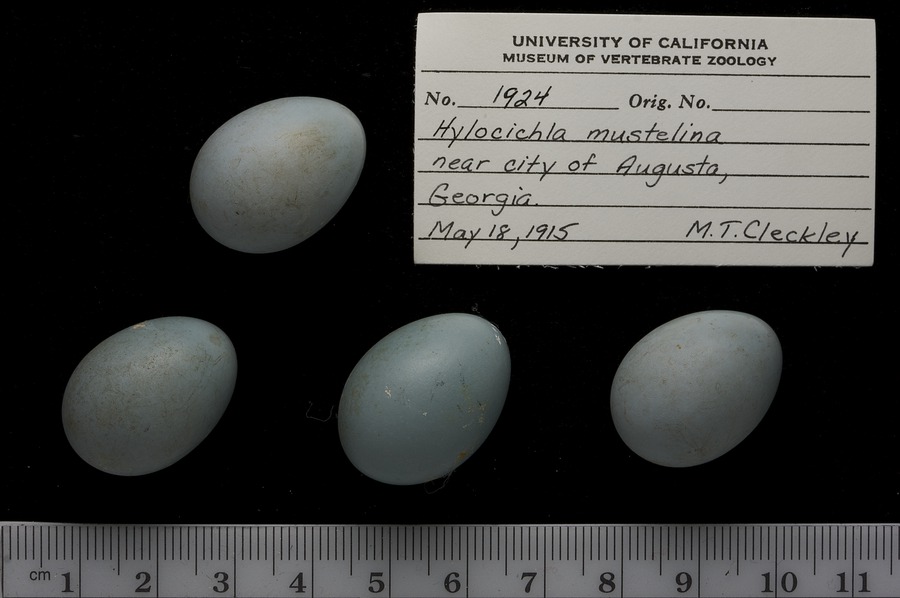 UNIVERSITY OF CALIFORNIA
MUSEUM OF VERTEBRATE ZOOLOGY
No. 1924 Orig. No.
Hylocichla mustelina
near city of Augusta,
Georgia.
May 18, 1915 M.T.Cleckley
cm 1 2 3 4 5 6 7 8 9 10 11